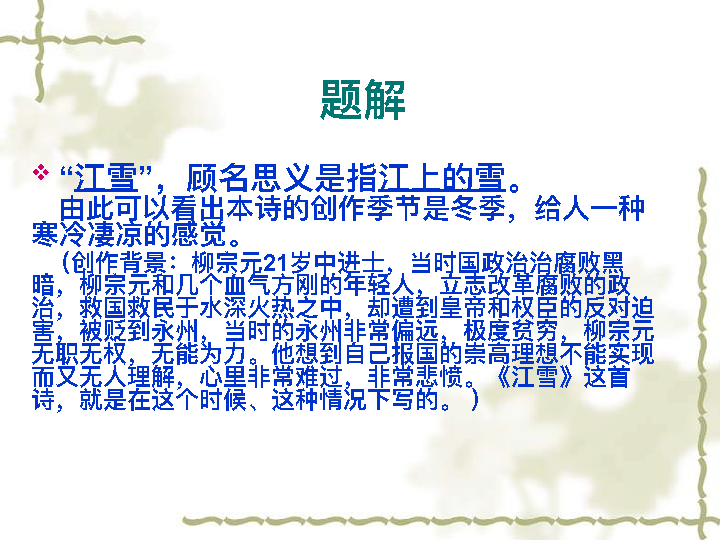 题解
“江雪”，顾名思义是指江上的雪。
由此可以看出本诗的创作季节是冬季，给人一种
寒冷凄凉的感觉。
（创作背景：柳宗元21岁中进士，当时国政治治腐败黑
暗，柳宗元和几个血气方刚的年轻人，立志改革腐败的政
治，救国救民于水深火热之中，却遭到皇帝和权臣的反对迫
害，被贬到永州，当时的永州非常偏远，极度贫穷，柳宗元
无职无权，无能为力。他想到自己报国的崇高理想不能实现
而又无人理解，心里非常难过，非常悲愤。《江雪》这首
诗，就是在这个时候、这种情况下写的。）